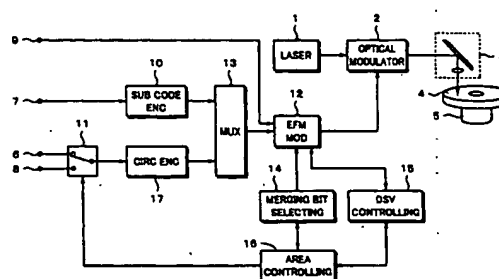 1
2
9
LASER
OPTICAL
MODULATOR
10
13
12
4
5
7
SUB CODE
ENC
MUX
EFM
MOD
11
6
8
CIRC ENC
17
14
15
MERGING BIT
SELECTING
DSV
CONTROLLING
16
AREA
CONTROLLING